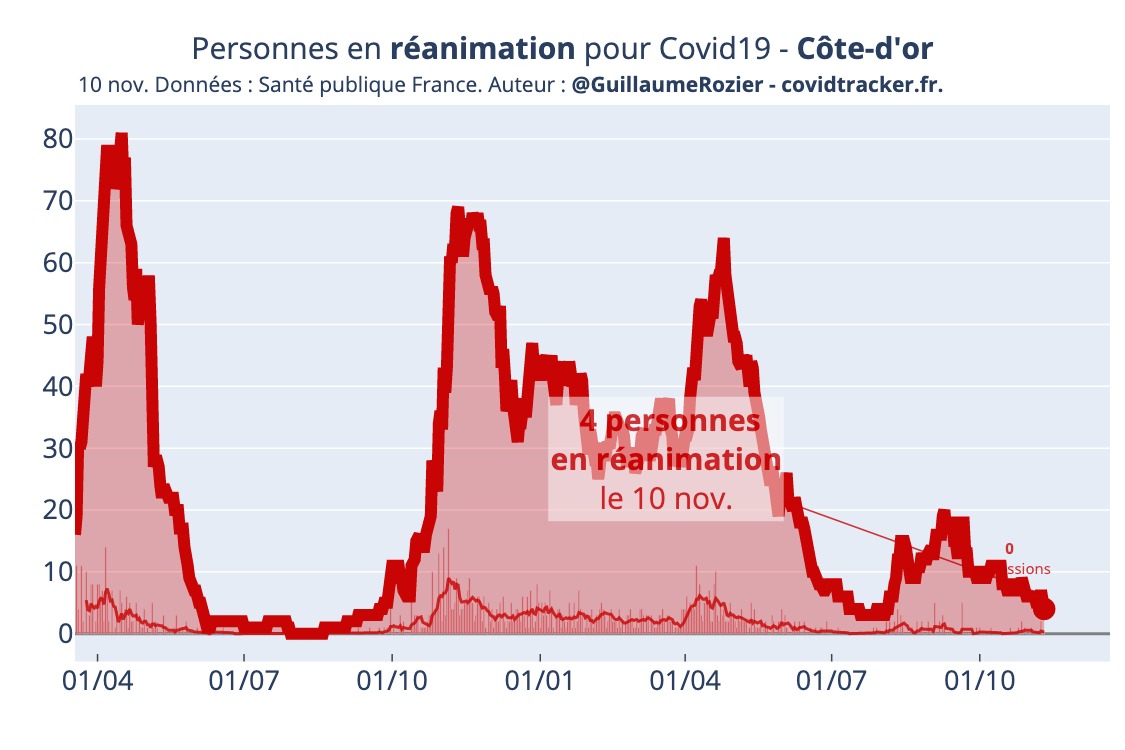 Personnes en réanimation pour Covid19 - Côte-d'or
10 nov. Données : Santé publique France. Auteur : @GuillaumeRozier - covidtracker.fr.
80
70
60
50
40
30
20
10
0
4 personnes
en réanimation
le 10 nov.
0
ssions
01/04
01/07
01/10
01/01
01/04
01/07
01/10